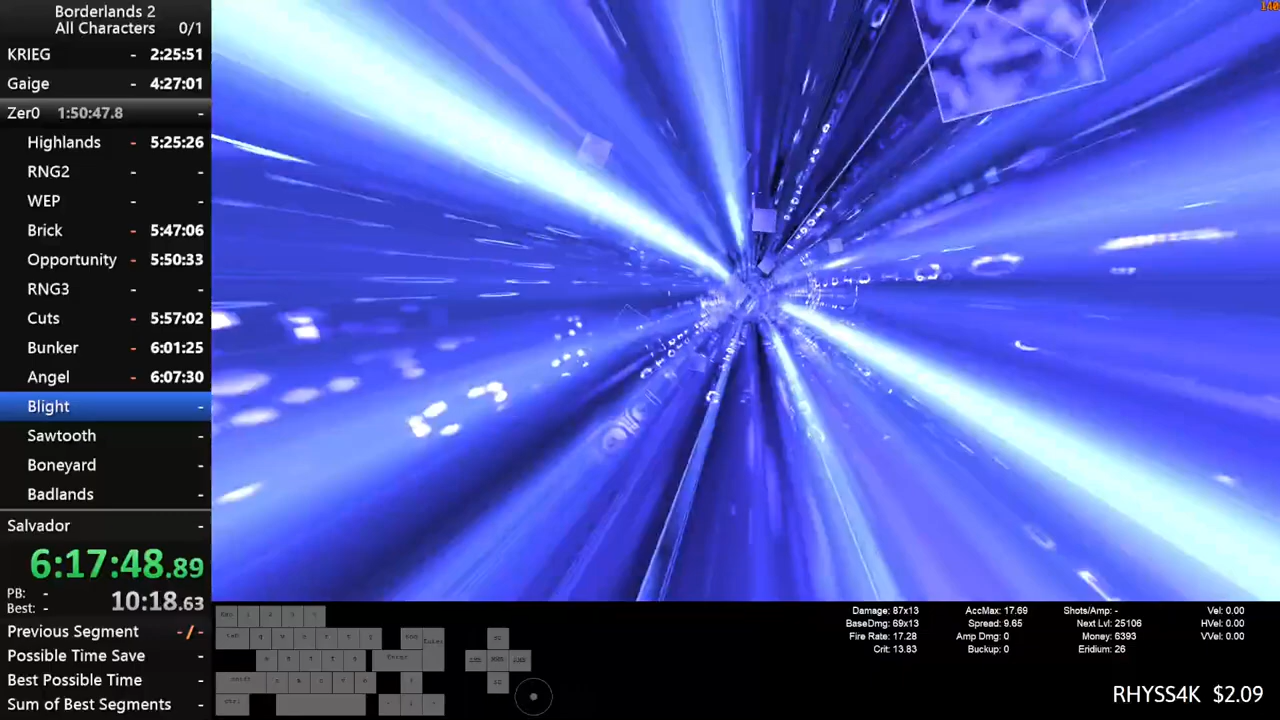 Borderlands 2
All Characters 0/1
KRIEG - 2:25:51
Gaige - 4:27:01
Zer0 1:50:47.8 -
Highlands - 5:25:26
RNG2 -
WEP -
Brick - 5:47:06
Opportunity - 5:50:33
RNG3 -
Cuts - 5:57:02
Bunker - 6:01:25
Angel - 6:07:30
Blight -
Sawtooth -
Boneyard -
Badlands -
Salvador -
6:17:48.89
PB: -
Best: - 10:18.63
Previous Segment - / -
Possible Time Save -
Best Possible Time -
Sum of Best Segments -
140
Damage: 87x13 AccMax: 17.69 Shots/Amp: - Vel: 0.00
BaseDmg: 69x13 Spread: 9.65 Next Lvl: 25106 HVel: 0.00
Fire Rate: 17.28 Amp Dmg: 0 Money: 6393 VVel: 0.00
Crit: 13.83 Buckup: 0 Eridium: 26
RHYSS4K $2.09